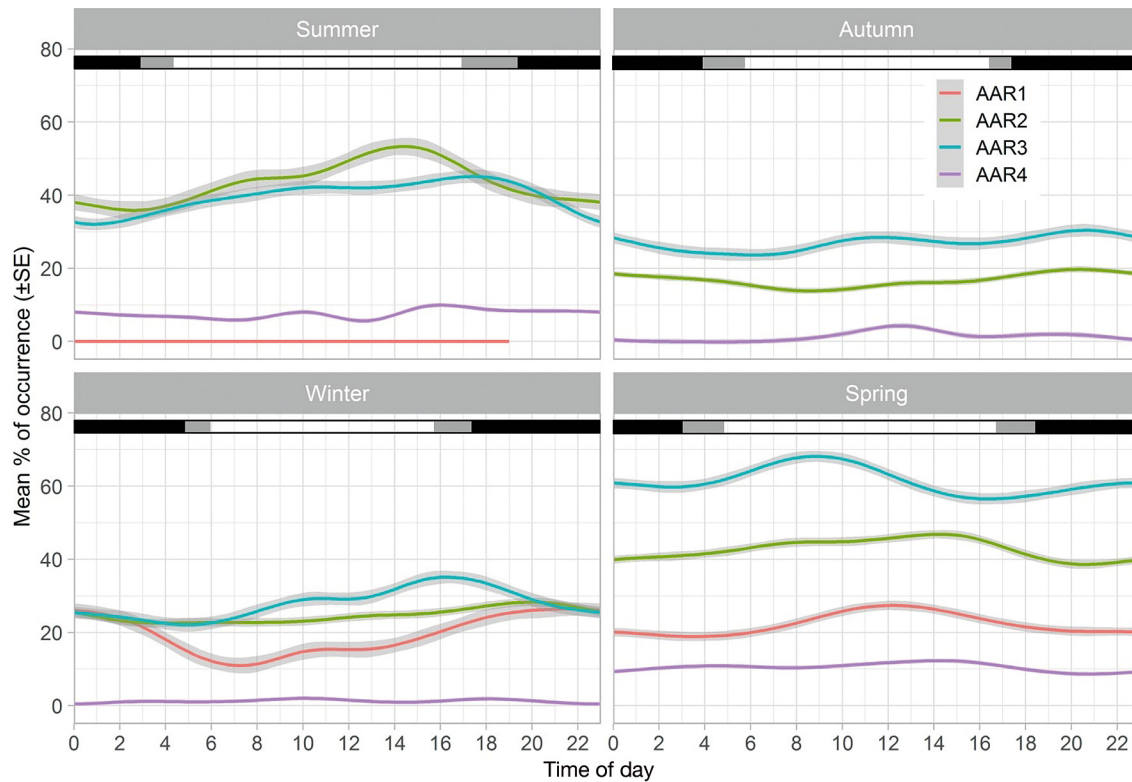 Summer
Autumn
80
60
40
20
0
AAR1
AAR2
AAR3
AAR4
Winter
Spring
80
60
40
20
0
0 2 4 6 8 10 12 14 16 18 20 22
0 2 4 6 8 10 12 14 16 18 20 22
Mean % of occurrence (±SE)
Time of day